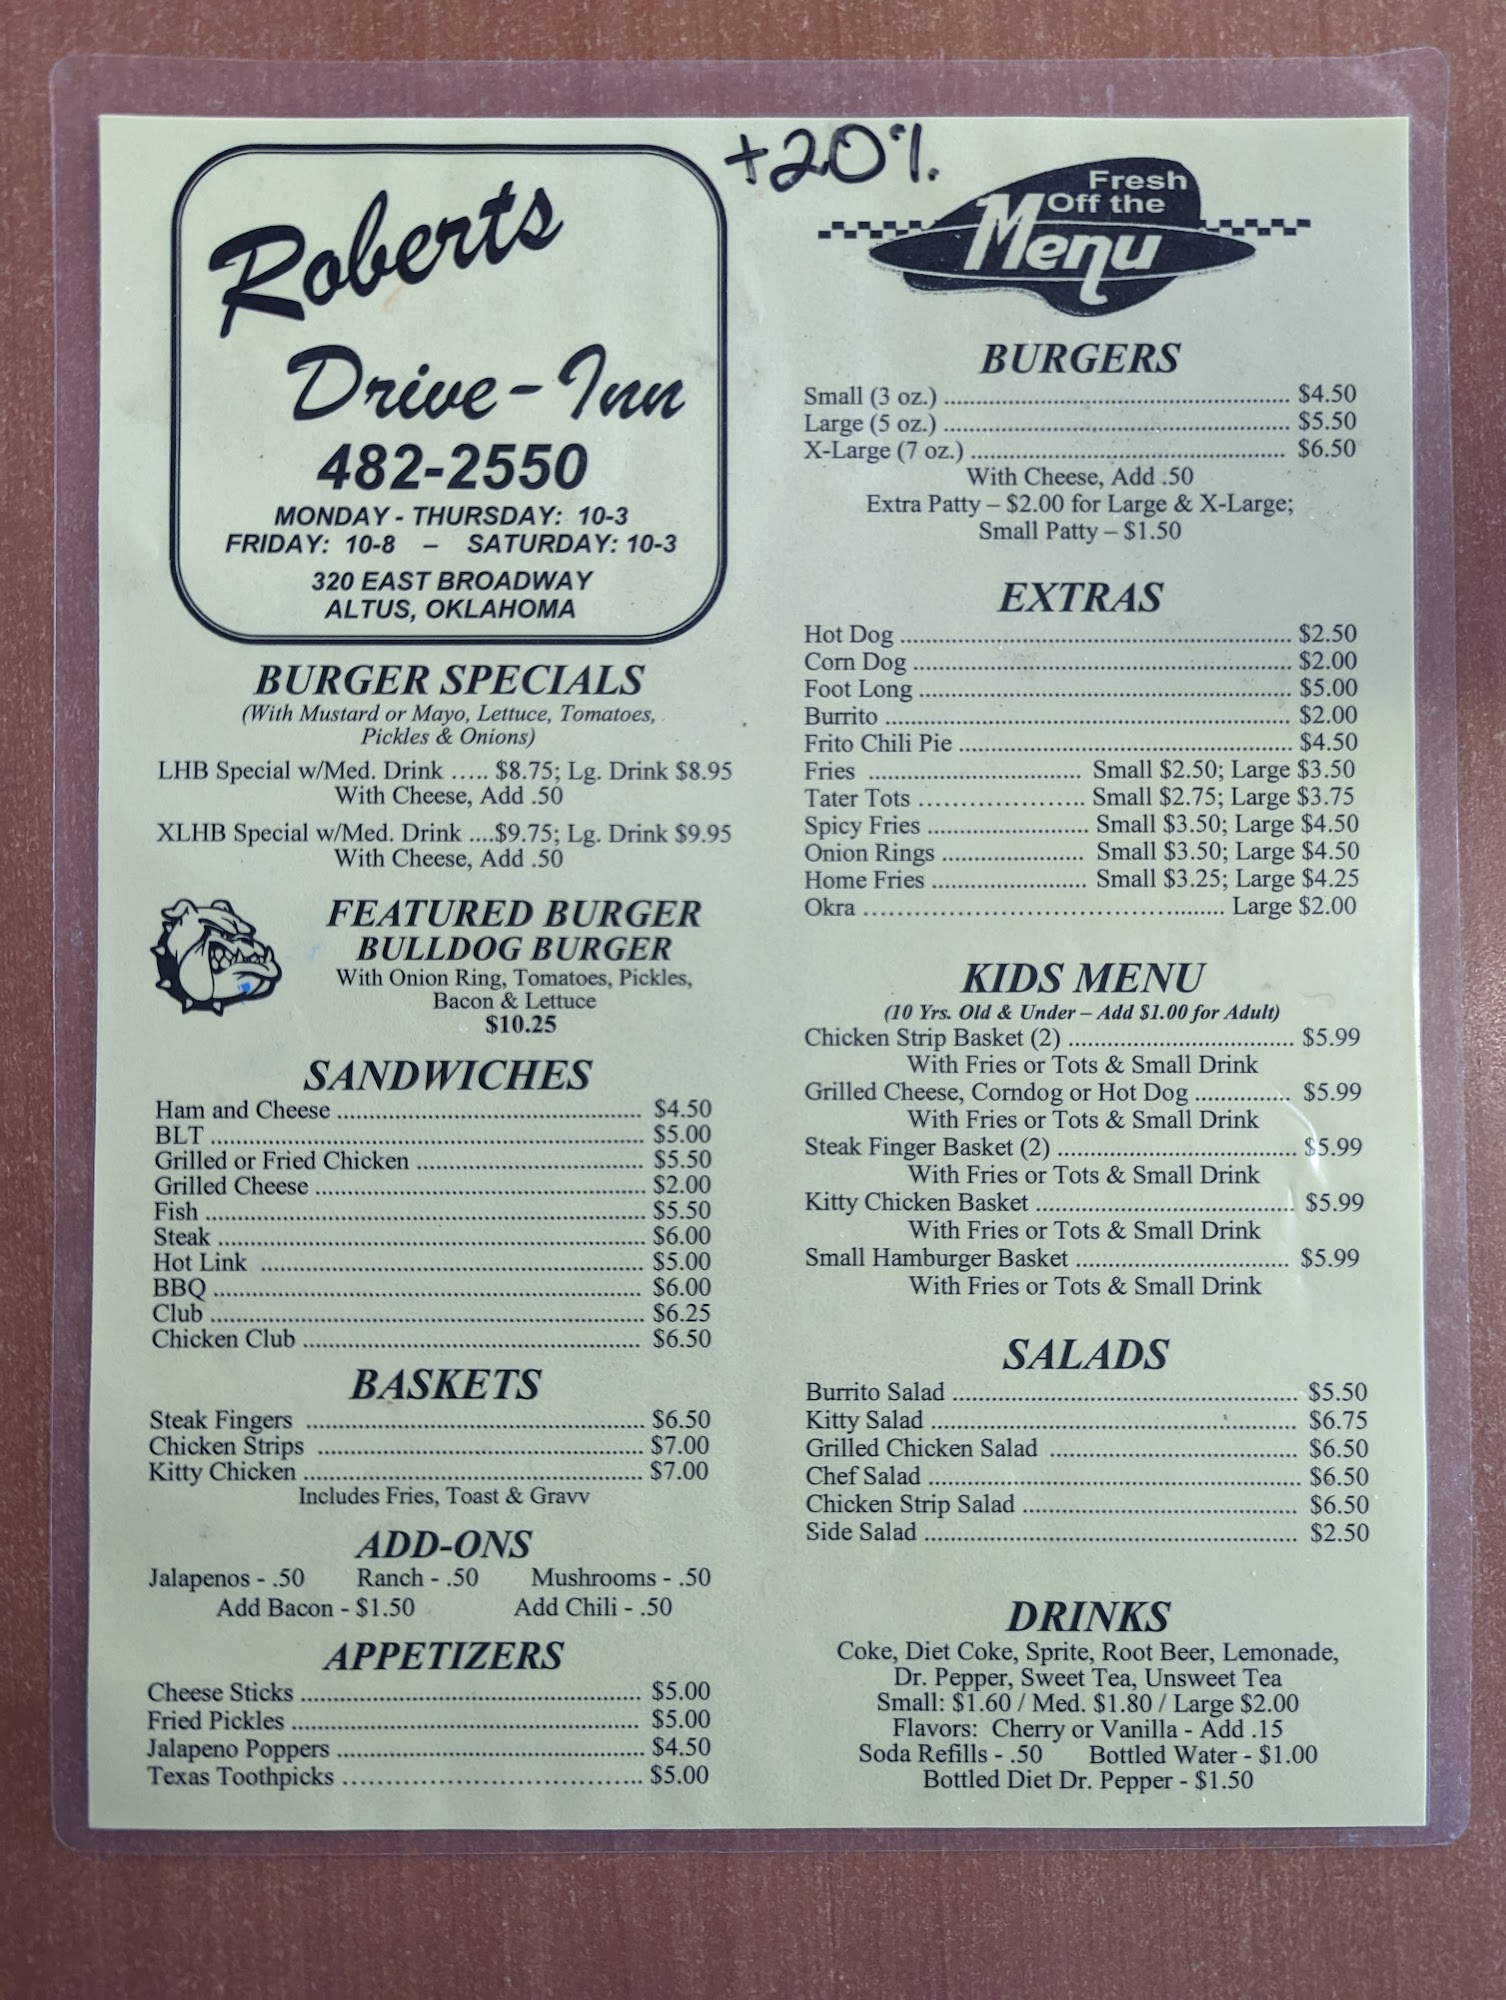 +20%
Roberts
Drive-Inn
482-2550
MONDAY - THURSDAY: 10-3
FRIDAY: 10-8 – SATURDAY: 10-3
320 EAST BROADWAY
ALTUS, OKLAHOMA
BURGER SPECIALS
(With Mustard or Mayo, Lettuce, Tomatoes,
Pickles & Onions)
LHB Special w/Med. Drink ..... $8.75; Lg. Drink $8.95
With Cheese, Add .50
XLHB Special w/Med. Drink ....$9.75; Lg. Drink $9.95
With Cheese, Add .50
FEATURED BURGER
BULLDOG BURGER
With Onion Ring, Tomatoes, Pickles,
Bacon & Lettuce
$10.25
SANDWICHES
Ham and Cheese ........ $4.50
BLT ........ $5.00
Grilled or Fried Chicken ........ $5.50
Grilled Cheese ........ $2.00
Fish ........ $5.50
Steak ........ $6.00
Hot Link ........ $5.00
BBQ ........ $6.00
Club ........ $6.25
Chicken Club ........ $6.50
BASKETS
Steak Fingers ........ $6.50
Chicken Strips ........ $7.00
Kitty Chicken ........ $7.00
Includes Fries, Toast & Gravy
ADD-ONS
Jalapenos - .50 Ranch - .50 Mushrooms - .50
Add Bacon - $1.50 Add Chili - .50
APPETIZERS
Cheese Sticks ........ $5.00
Fried Pickles ........ $5.00
Jalapeno Poppers ........ $4.50
Texas Toothpicks ........ $5.00
Fresh
Off the
Menu
BURGERS
Small (3 oz.) ........ $4.50
Large (5 oz.) ........ $5.50
X-Large (7 oz.) ........ $6.50
With Cheese, Add .50
Extra Patty – $2.00 for Large & X-Large;
Small Patty – $1.50
EXTRAS
Hot Dog ........ $2.50
Corn Dog ........ $2.00
Foot Long ........ $5.00
Burrito ........ $2.00
Frito Chili Pie ........ $4.50
Fries ........ Small $2.50; Large $3.50
Tater Tots ........ Small $2.75; Large $3.75
Spicy Fries ........ Small $3.50; Large $4.50
Onion Rings ........ Small $3.50; Large $4.50
Home Fries ........ Small $3.25; Large $4.25
Okra ........ Large $2.00
KIDS MENU
(10 Yrs. Old & Under – Add $1.00 for Adult)
Chicken Strip Basket (2) ........ $5.99
With Fries or Tots & Small Drink
Grilled Cheese, Corndog or Hot Dog ........ $5.99
With Fries or Tots & Small Drink
Steak Finger Basket (2) ........ $5.99
With Fries or Tots & Small Drink
Kitty Chicken Basket ........ $5.99
With Fries or Tots & Small Drink
Small Hamburger Basket ........ $5.99
With Fries or Tots & Small Drink
SALADS
Burrito Salad ........ $5.50
Kitty Salad ........ $6.75
Grilled Chicken Salad ........ $6.50
Chef Salad ........ $6.50
Chicken Strip Salad ........ $6.50
Side Salad ........ $2.50
DRINKS
Coke, Diet Coke, Sprite, Root Beer, Lemonade,
Dr. Pepper, Sweet Tea, Unsweet Tea
Small: $1.60 / Med. $1.80 / Large $2.00
Flavors: Cherry or Vanilla - Add .15
Soda Refills - .50 Bottled Water - $1.00
Bottled Diet Dr. Pepper - $1.50